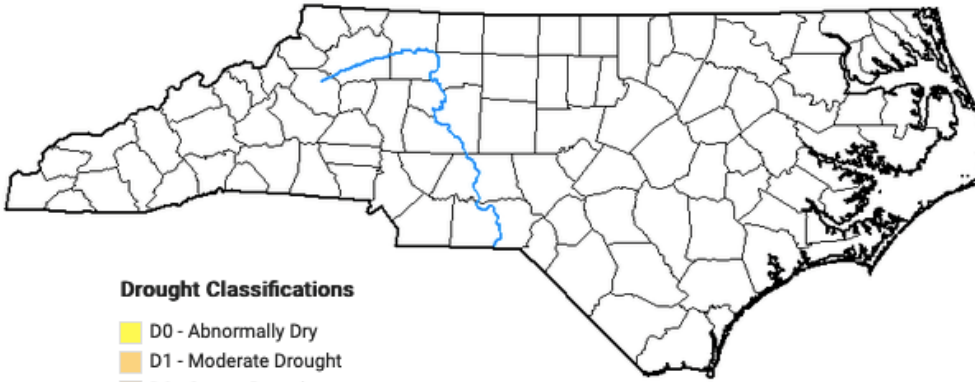 Drought Classifications
D0 - Abnormally Dry
D1 - Moderate Drought